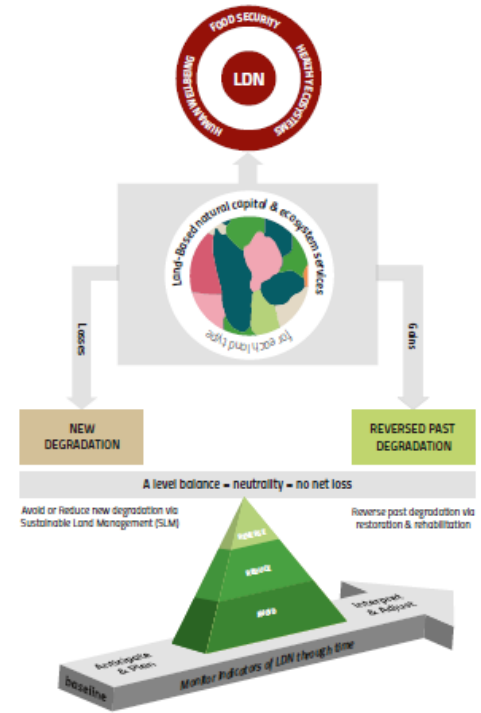 FOOD SECURITY
HUMAN WELLBEING
HEALTHY ECOSYSTEMS
LDN
Land-Based natural capital & ecosystem services
for each land type
Losses
Gains
NEW
DEGRADATION
REVERSED PAST
DEGRADATION
A level balance = neutrality = no net loss
Avoid or Reduce new degradation via
Sustainable Land Management (SLM)
Reverse past degradation via
restoration & rehabilitation
REVERSE
REDUCE
AVOID
Anticipate
& Plan
Interpret
& Adjust
Monitor Indicators of LDN through time
baseline